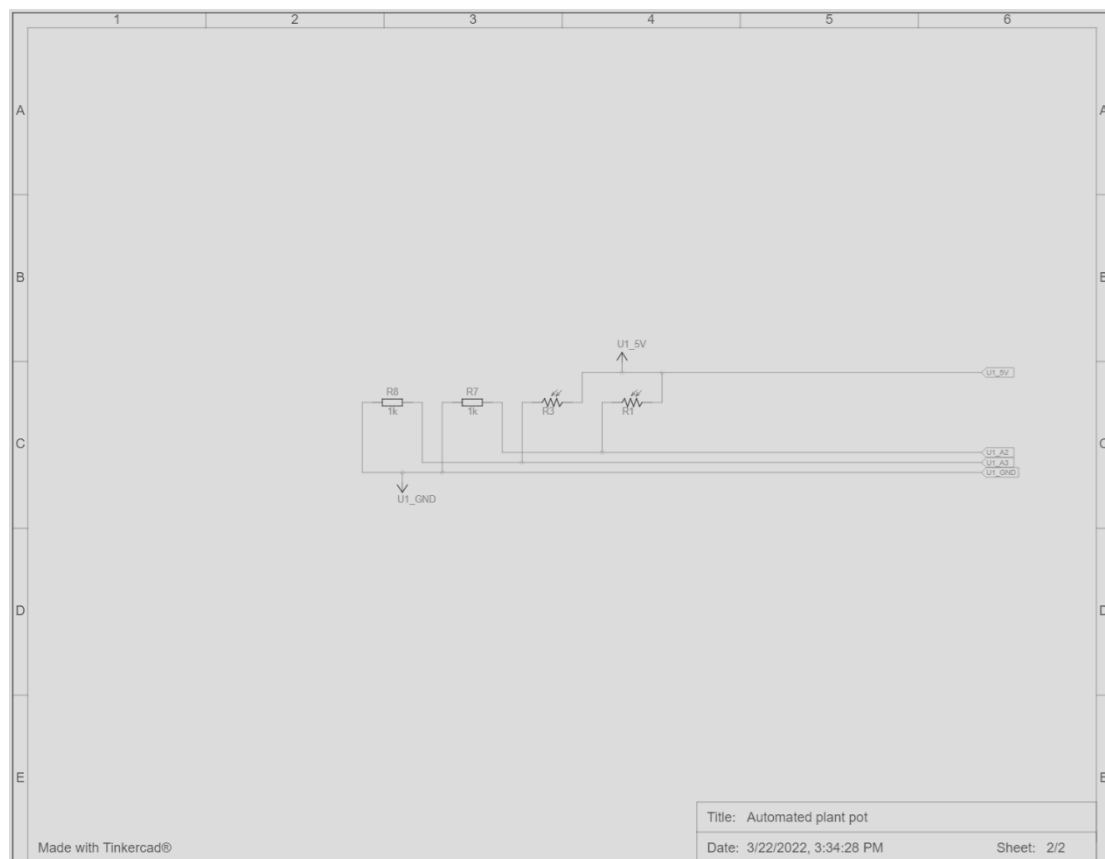 1 2 3 4 5 6
A A
B B
U1_5V
U1_5V
R8 R7
1k 1k R3 R1
C C
U1_A2
U1_A3
U1_GND
U1_GND
D D
E E
Title: Automated plant pot
Made with Tinkercad® Date: 3/22/2022, 3:34:28 PM Sheet: 2/2